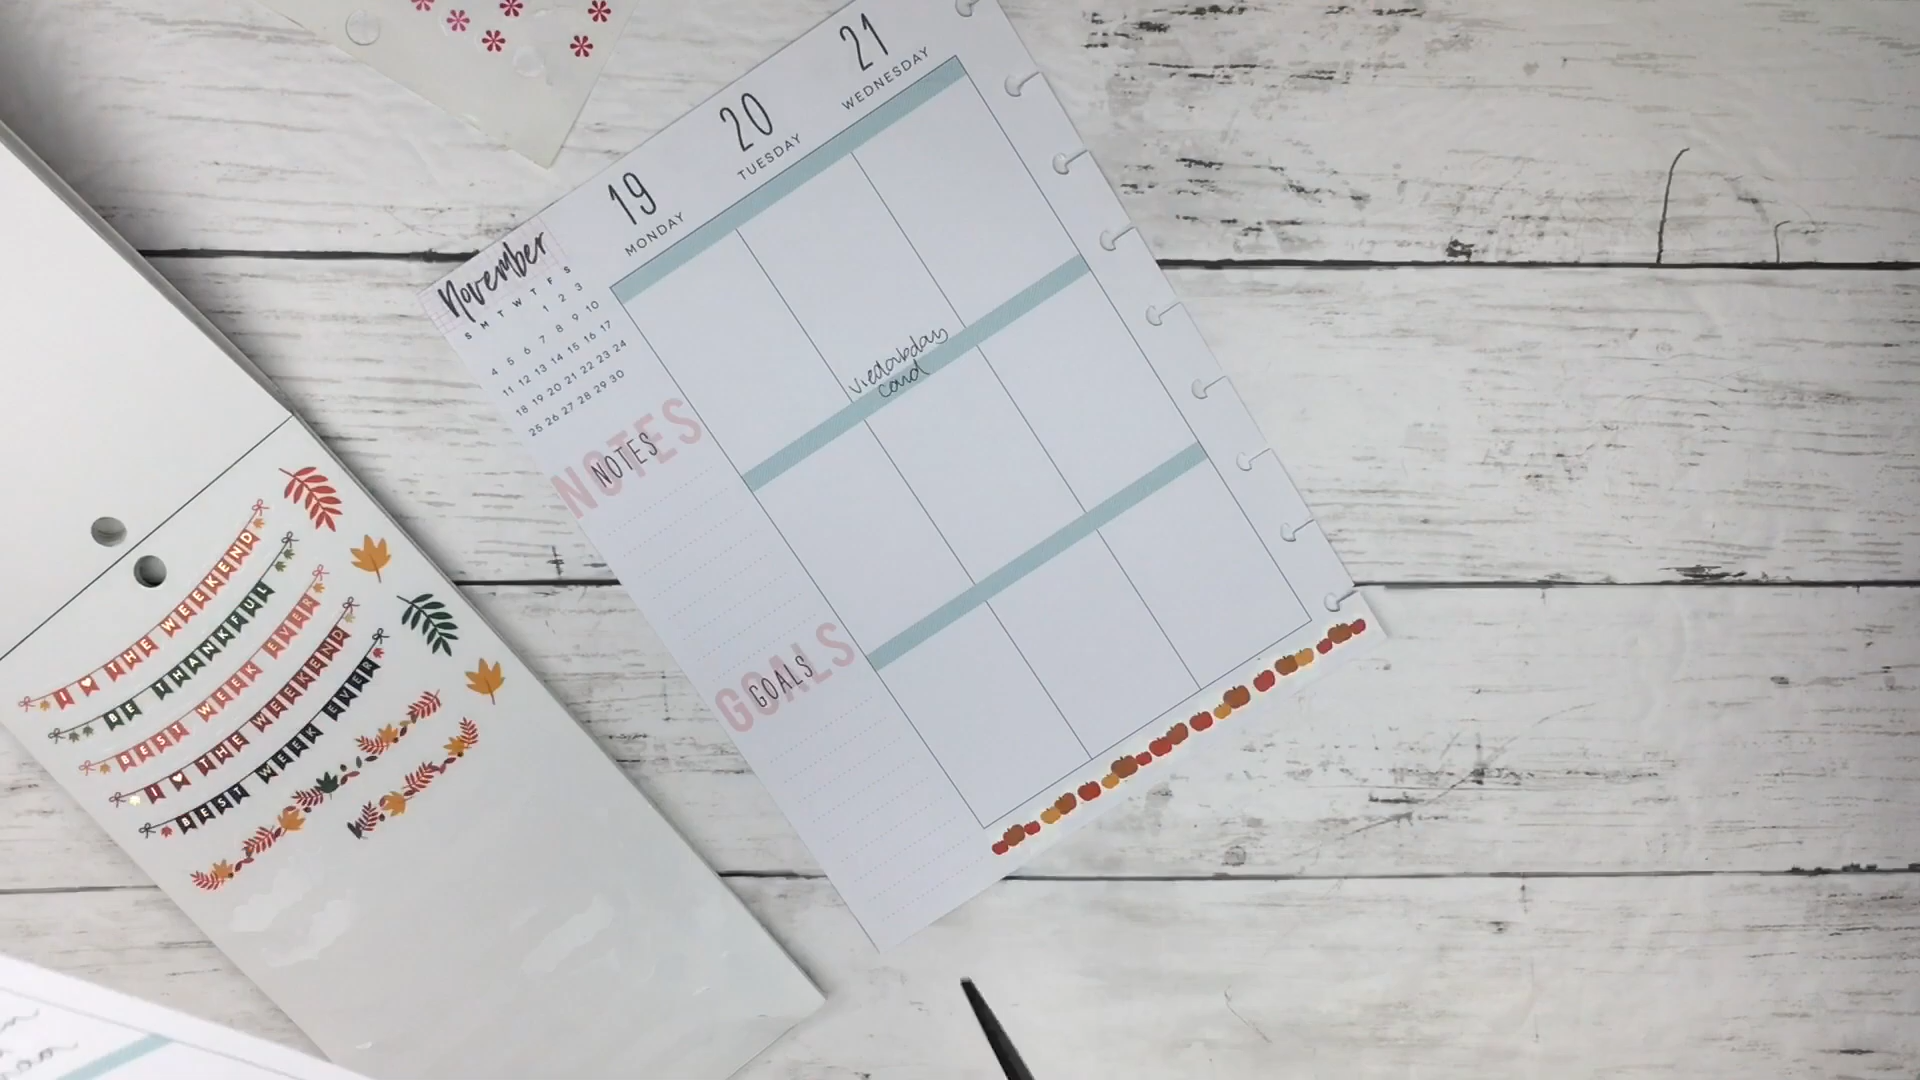 21
WEDNESDAY
20
TUESDAY
19
MONDAY
November
S M T W T F S
1 2 3
4 5 6 7 8 9 10
11 12 13 14 15 16 17
18 19 20 21 22 23 24
25 26 27 28 29 30
card
NOTES
NOTES
GOALS
GOALS
I THE WEEKEND
BE THANKFUL
BEST WEEK EVER
I THE WEEKEND
BEST WEEK EVER